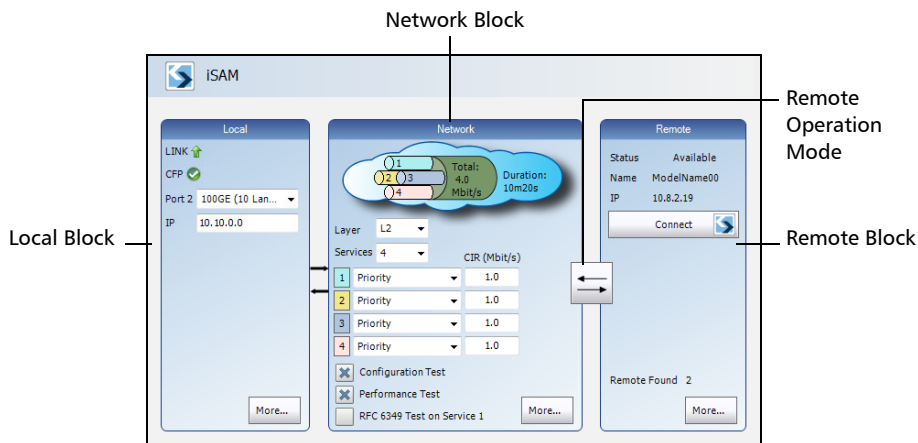 Network Block
iSAM
Remote
Operation
Mode
Local Block
Remote Block
Local
LINK
CFP
Port 2 100GE (10 Lan...
IP 10.10.0.0
More...
Network
1
2 3
4
Total:
4.0
Mbit/s
Duration:
10m20s
Layer L2
Services 4
CIR (Mbit/s)
1 Priority 1.0
2 Priority 1.0
3 Priority 1.0
4 Priority 1.0
Configuration Test
Performance Test
RFC 6349 Test on Service 1
More...
Remote
Status Available
Name ModelName00
IP 10.8.2.19
Connect
Remote Found 2
More...